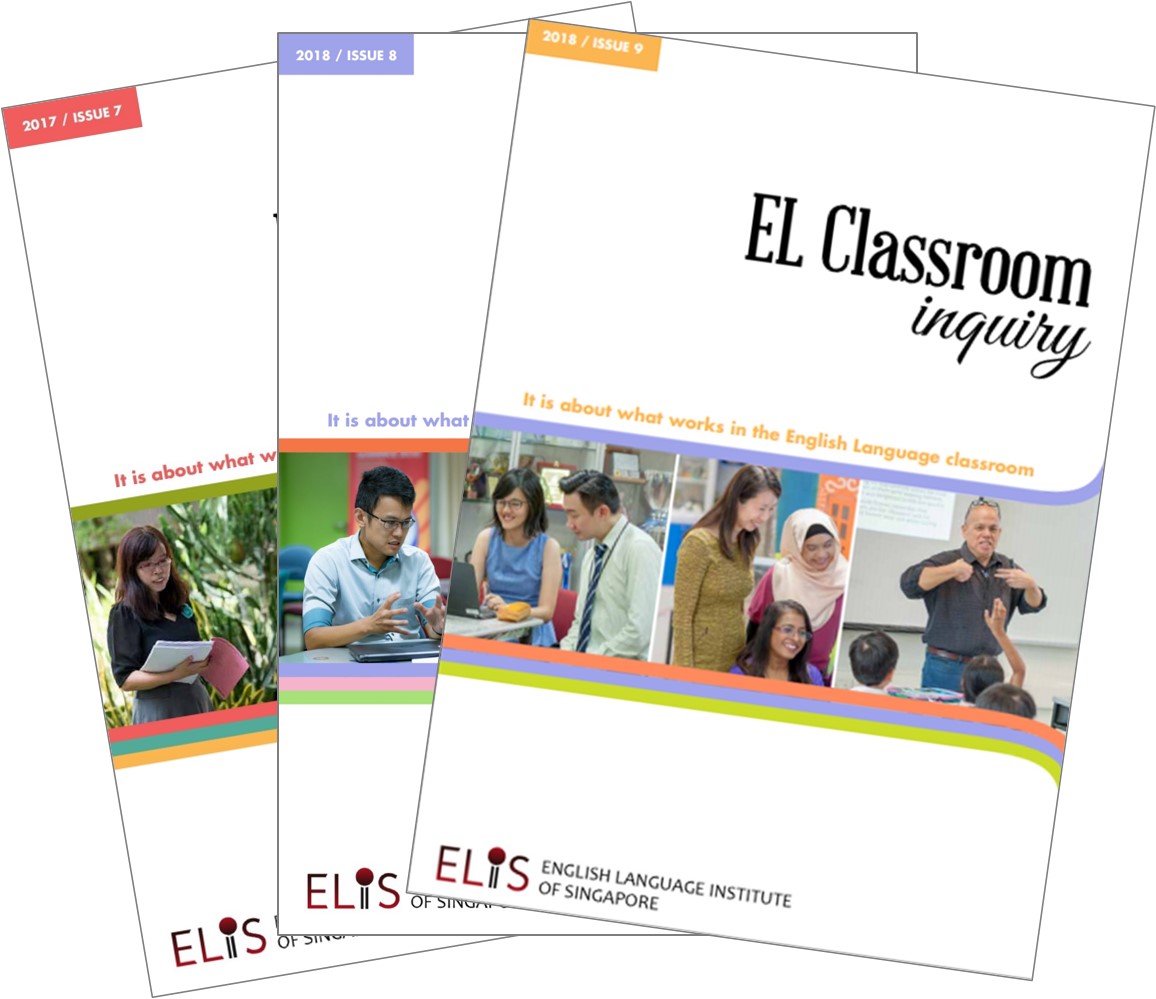 2017 / ISSUE 7
It is about what
ELiS
OF
2018 / ISSUE 8
It is about what
ELiS
OF
2018 / ISSUE 9
EL Classroom
inquiry
It is about what works in the English Language classroom
ELiS ENGLISH LANGUAGE INSTITUTE
OF SINGAPORE